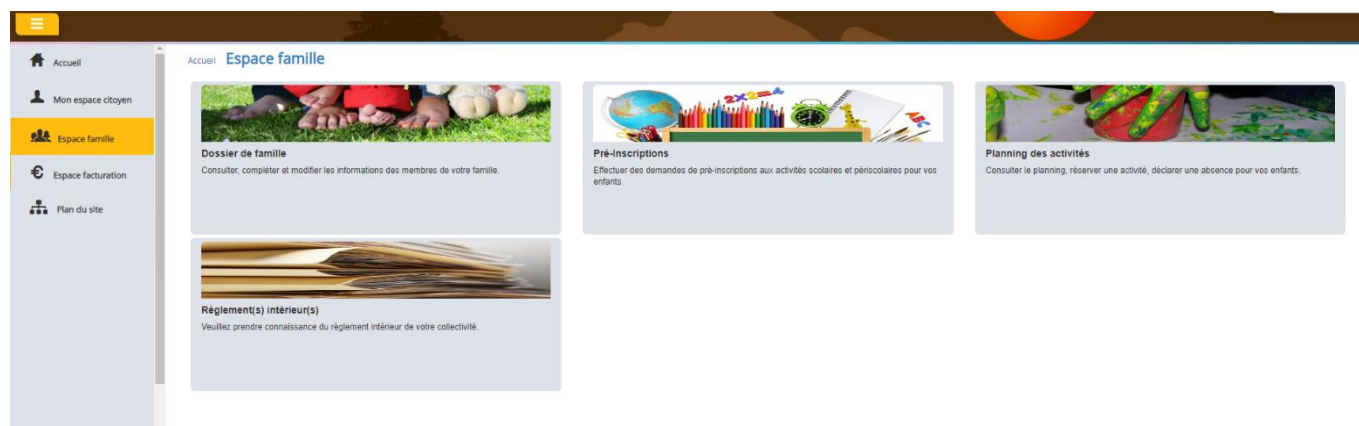 Accueil
Mon espace citoyen
Espace famille
Espace facturation
Plan du site
Accueil Espace famille
Dossier de famille
Consulter, compléter et modifier les informations des membres de votre famille.
2x2=4
ABC
Pré-Inscriptions
Effectuer des demandes de pré-inscriptions aux activités scolaires et périscolaires pour vos
enfants
Planning des activités
Consulter le planning, réserver une activité, déclarer une absence pour vos enfants.
Règlement(s) intérieur(s)
Veuillez prendre connaissance du règlement intérieur de votre collectivité.